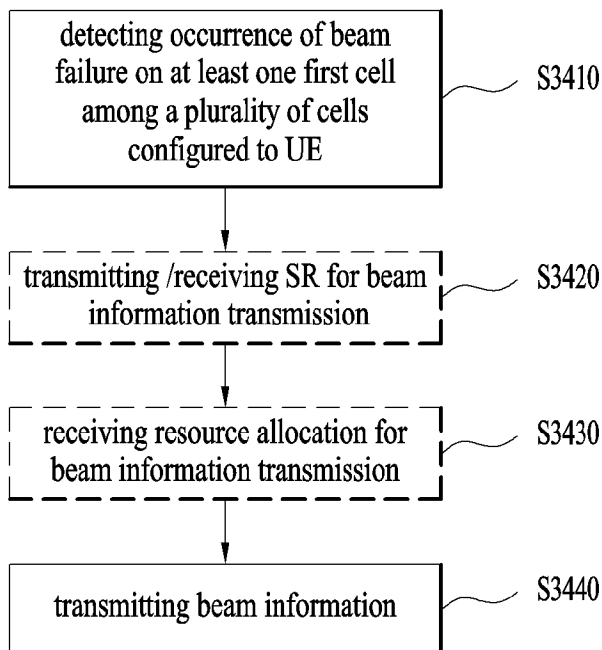 detecting occurrence of beam
failure on at least one first cell
among a plurality of cells
configured to UE
S3410
transmitting /receiving SR for beam
information transmission
S3420
receiving resource allocation for
beam information transmission
S3430
transmitting beam information
S3440